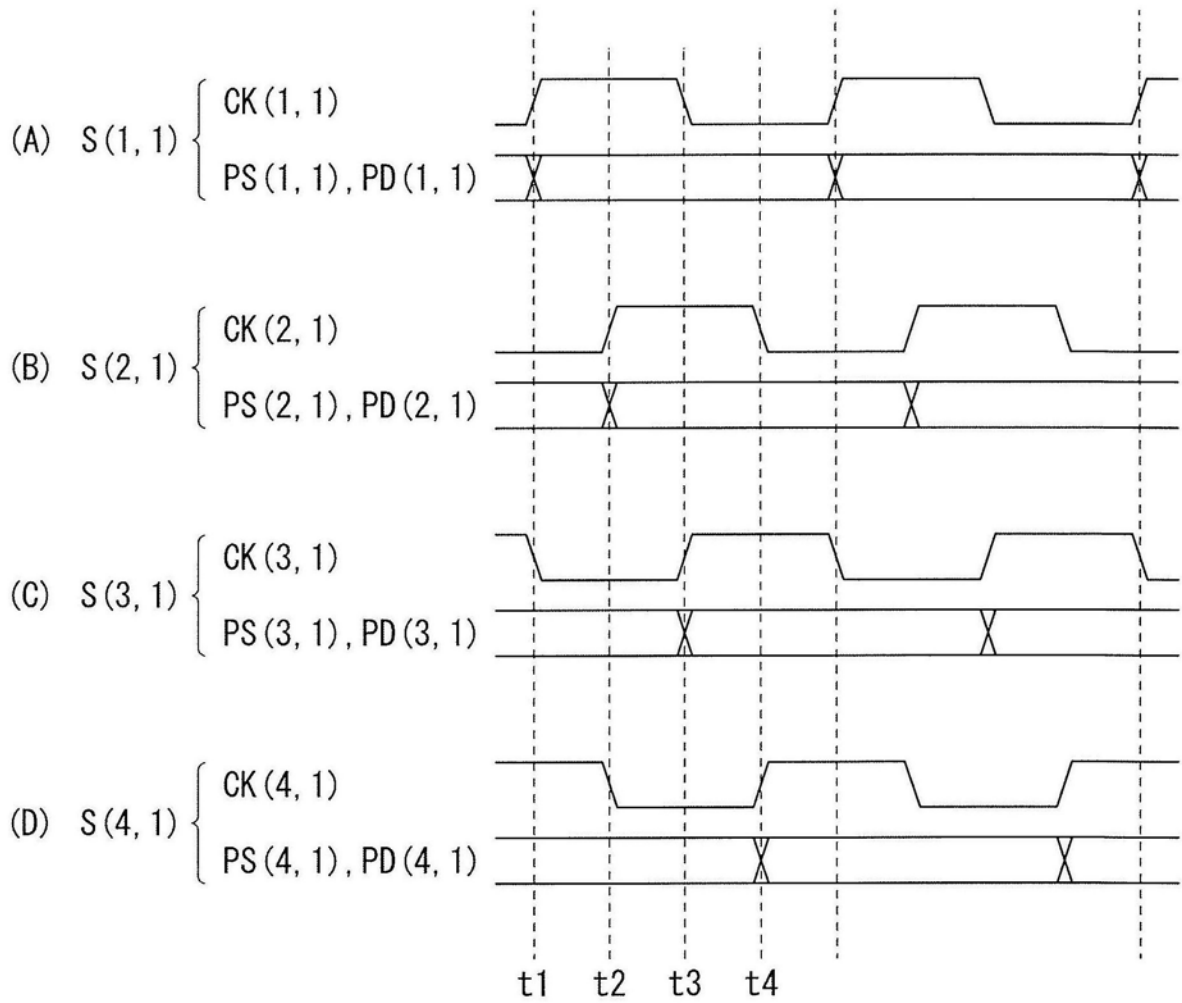 (A) S(1,1)
CK(1,1)
PS(1,1),PD(1,1)
(B) S(2,1)
CK(2,1)
PS(2,1),PD(2,1)
(C) S(3,1)
CK(3,1)
PS(3,1),PD(3,1)
(D) S(4,1)
CK(4,1)
PS(4,1),PD(4,1)
t1 t2 t3 t4